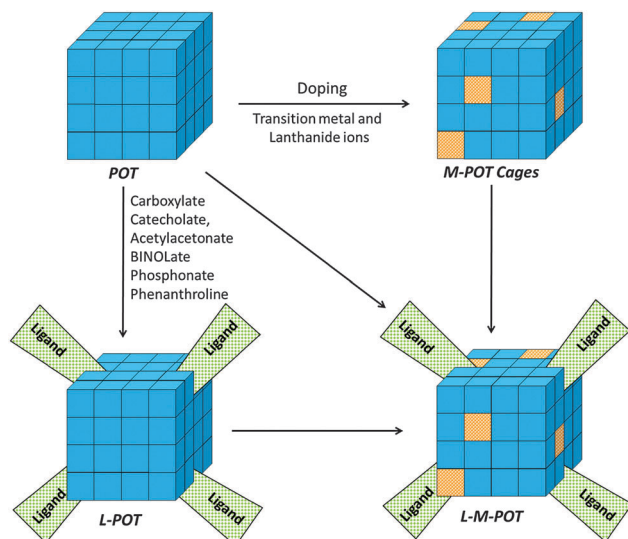 Doping
Transition metal and
Lanthanide ions
POT
M-POT Cages
Carboxylate
Catecholate,
Acetylacetonate
BINOLate
Phosphonate
Phenanthroline
Ligand
Ligand
Ligand
Ligand
Ligand
Ligand
Ligand
Ligand
L-POT
L-M-POT